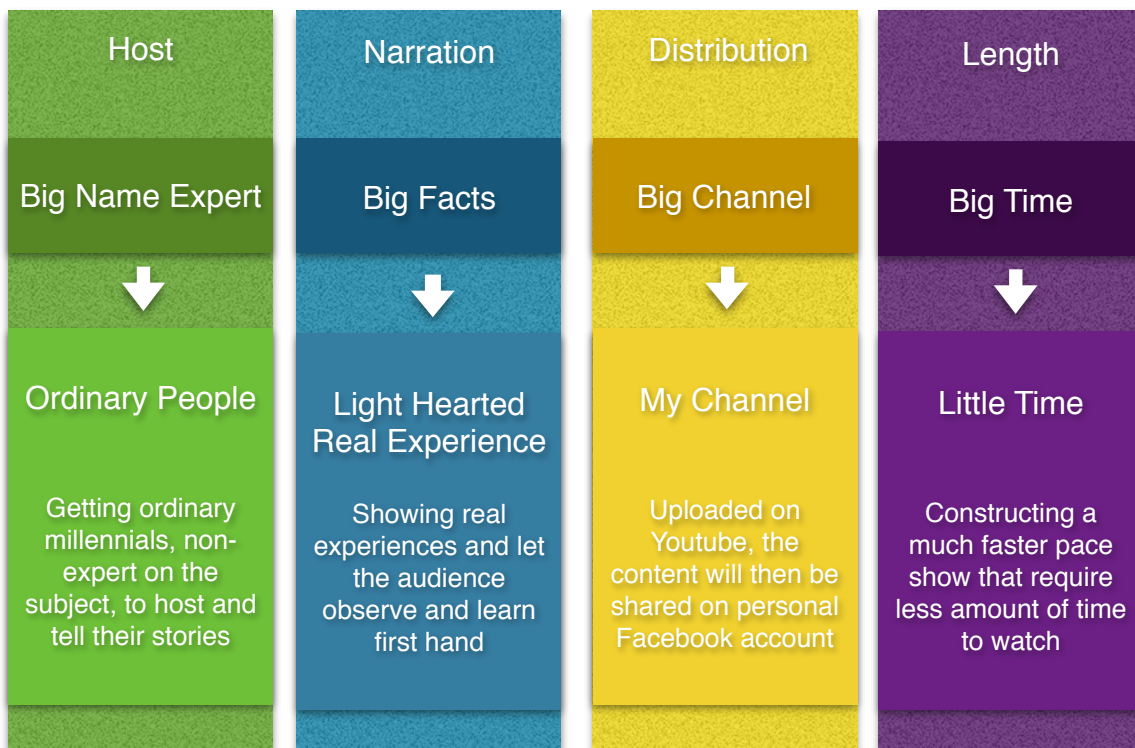 Host
Big Name Expert
Ordinary People
Getting ordinary
millennials, non-
expert on the
subject, to host and
tell their stories
Narration
Big Facts
Light Hearted
Real Experience
Showing real
experiences and let
the audience
observe and learn
first hand
Distribution
Big Channel
My Channel
Uploaded on
Youtube, the
content will then be
shared on personal
Facebook account
Length
Big Time
Little Time
Constructing a
much faster pace
show that require
less amount of time
to watch